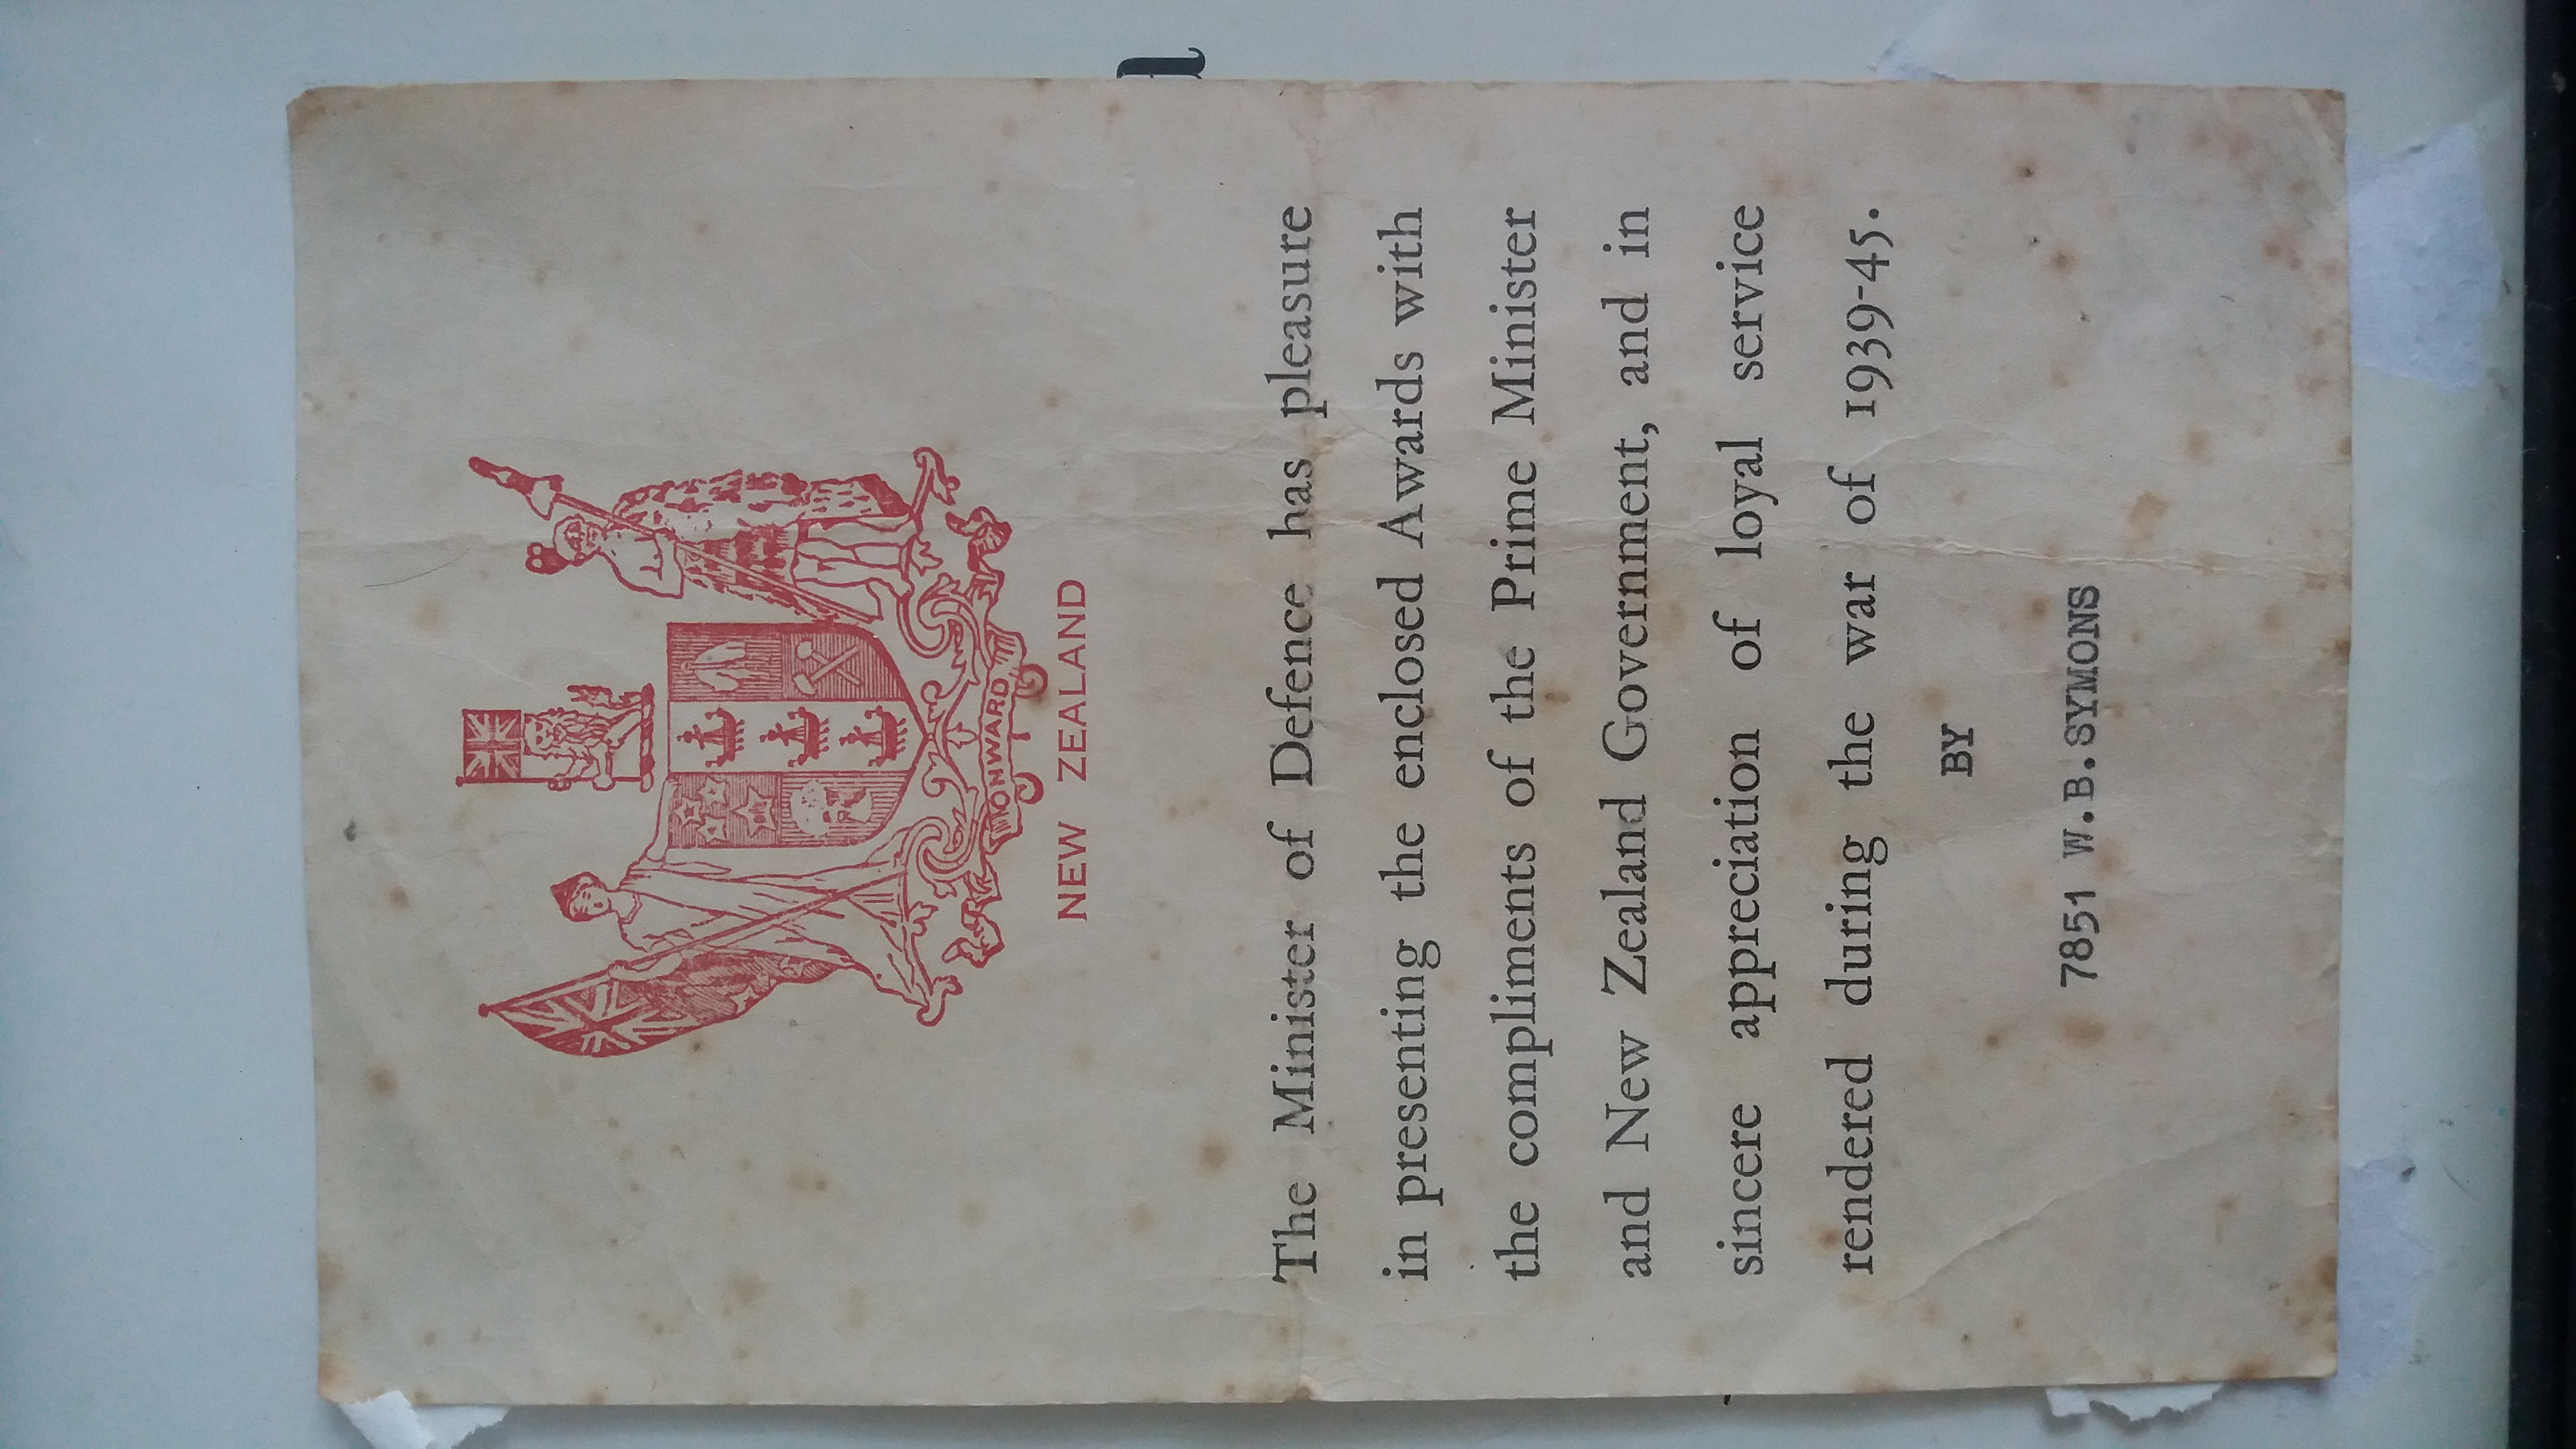 ONWARD
NEW ZEALAND
The Minister of Defence has pleasure
in presenting the enclosed Awards with
the compliments of the Prime Minister
and New Zealand Government, and in
sincere appreciation of loyal service
rendered during the war of 1939-45.
BY
7851 W.B.SYMONS